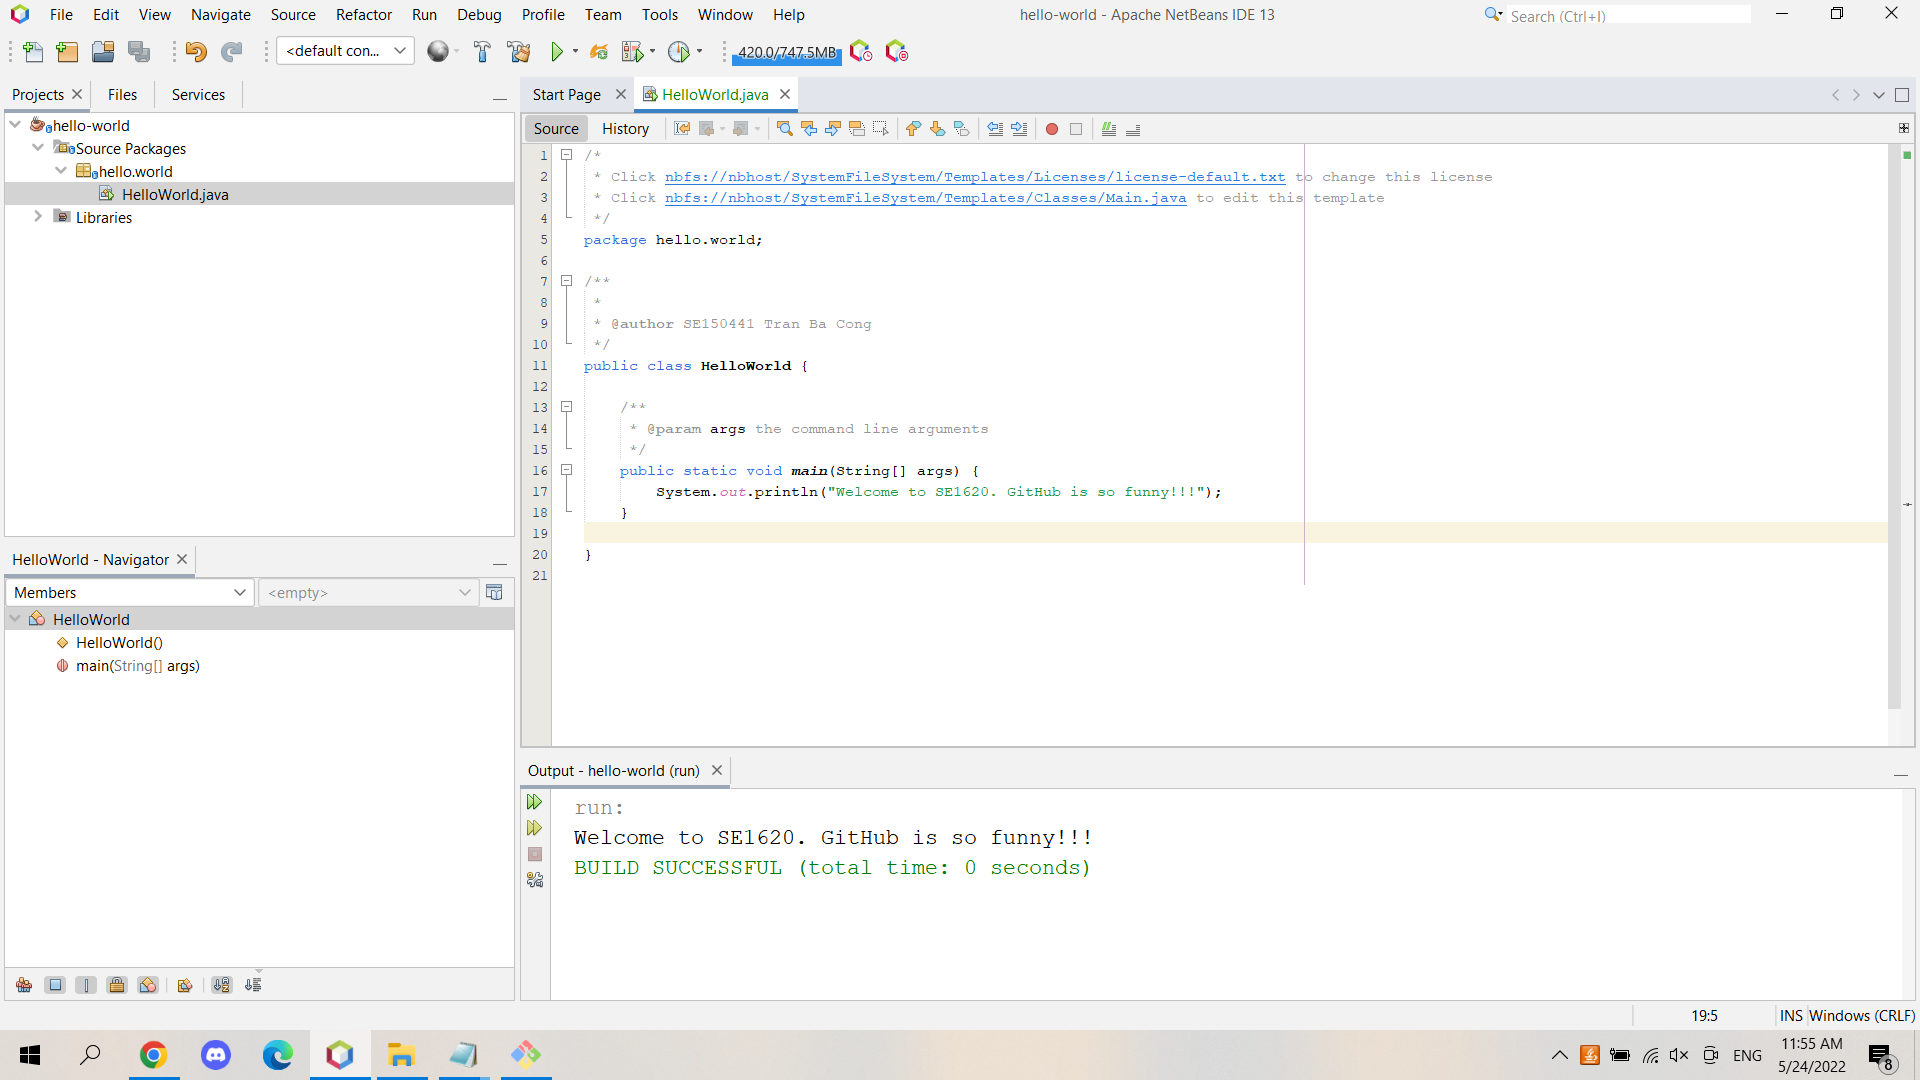 File Edit View Navigate Source Refactor Run Debug Profile Team Tools Window Help
hello-world - Apache NetBeans IDE 13
Search (Ctrl+I)
<default con...
420.0/747.5MB
Projects Files Services
hello-world
Source Packages
hello.world
HelloWorld.java
Libraries
Start Page HelloWorld.java
Source History
1 /*
2 * Click nbfs://nbhost/SystemFileSystem/Templates/Licenses/license-default.txt to change this license
3 * Click nbfs://nbhost/SystemFileSystem/Templates/Classes/Main.java to edit this template
4 */
5 package hello.world;
6
7 /**
8 *
9 * @author SE150441 Tran Ba Cong
10 */
11 public class HelloWorld {
12
13 /**
14 * @param args the command line arguments
15 */
16 public static void main(String[] args) {
17 System.out.println("Welcome to SE1620. GitHub is so funny!!!");
18 }
19
20 }
21
HelloWorld - Navigator
Members <empty>
HelloWorld
HelloWorld()
main(String[] args)
Output - hello-world (run)
run:
Welcome to SE1620. GitHub is so funny!!!
BUILD SUCCESSFUL (total time: 0 seconds)
19:5 INS Windows (CRLF)
ENG
11:55 AM
5/24/2022
8